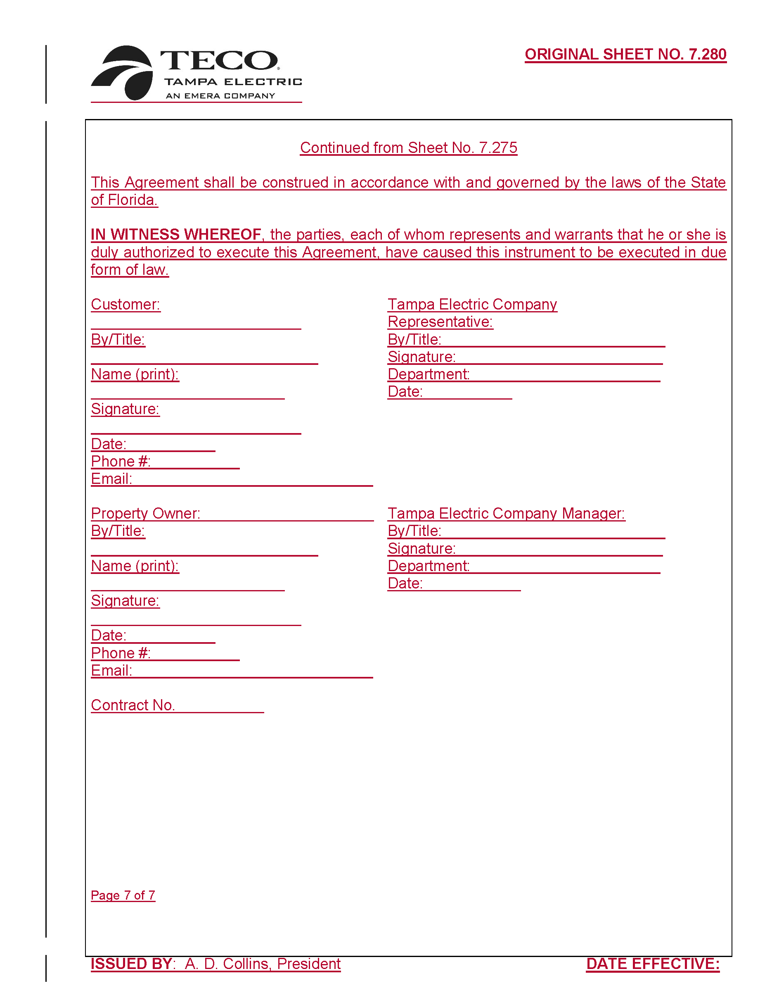 TECO®
TAMPA ELECTRIC
AN EMERA COMPANY
ORIGINAL SHEET NO. 7.280
Continued from Sheet No. 7.275
This Agreement shall be construed in accordance with and governed by the laws of the State
of Florida.
IN WITNESS WHEREOF, the parties, each of whom represents and warrants that he or she is
duly authorized to execute this Agreement, have caused this instrument to be executed in due
form of law.
Customer:
By/Title:
Name (print):
Signature:
Date:
Phone #:
Email:
Tampa Electric Company
Representative:
By/Title:
Signature:
Department:
Date:
Property Owner:
By/Title:
Name (print):
Signature:
Date:
Phone #:
Email:
Tampa Electric Company Manager:
By/Title:
Signature:
Department:
Date:
Contract No.
Page 7 of 7
ISSUED BY: A. D. Collins, President
DATE EFFECTIVE: